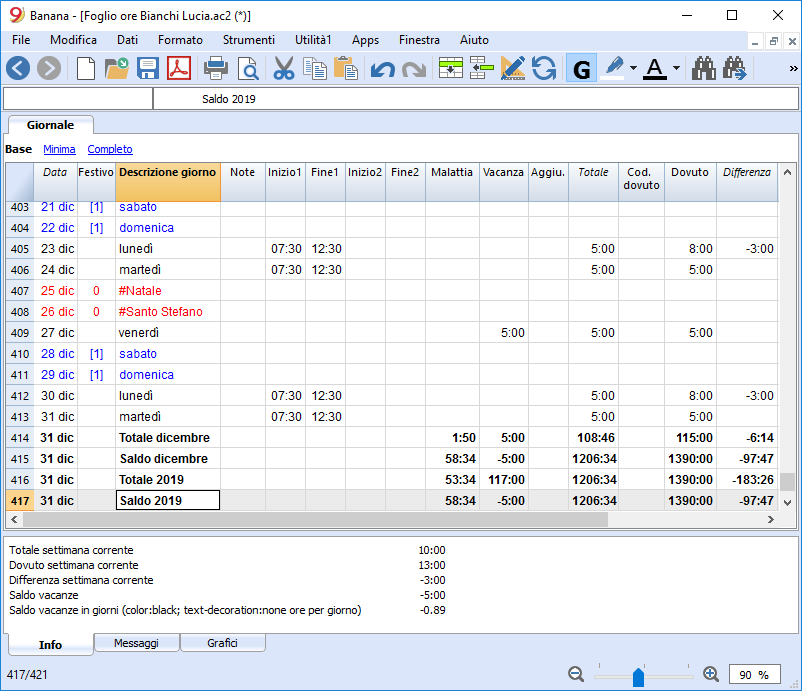 Banana - [Foglio ore Bianchi Lucia.ac2 (*)]
File Modifica Dati Formato Strumenti Utilità1 Apps Finestra Aiuto
G A »
Saldo 2019
Giornale
Base Minima Completo
Data Festivo Descrizione giorno Note Inizio1 Fine1 Inizio2 Fine2 Malattia Vacanza Aggiu. Totale Cod. dovuto Dovuto Differenza
403 21 dic [1] sabato
404 22 dic [1] domenica
405 23 dic lunedì 07:30 12:30 5:00 8:00 -3:00
406 24 dic martedì 07:30 12:30 5:00 5:00
407 25 dic 0 #Natale
408 26 dic 0 #Santo Stefano
409 27 dic venerdì 5:00 5:00 5:00
410 28 dic [1] sabato
411 29 dic [1] domenica
412 30 dic lunedì 07:30 12:30 5:00 8:00 -3:00
413 31 dic martedì 07:30 12:30 5:00 5:00
414 31 dic Totale dicembre 1:50 5:00 108:46 115:00 -6:14
415 31 dic Saldo dicembre 58:34 -5:00 1206:34 1390:00 -97:47
416 31 dic Totale 2019 53:34 117:00 1206:34 1390:00 -183:26
417 31 dic Saldo 2019 58:34 -5:00 1206:34 1390:00 -97:47
Totale settimana corrente 10:00
Dovuto settimana corrente 13:00
Differenza settimana corrente -3:00
Saldo vacanze -5:00
Saldo vacanze in giorni (color:black; text-decoration:none ore per giorno) -0.89
Info Messaggi Grafici
417/421 90 %